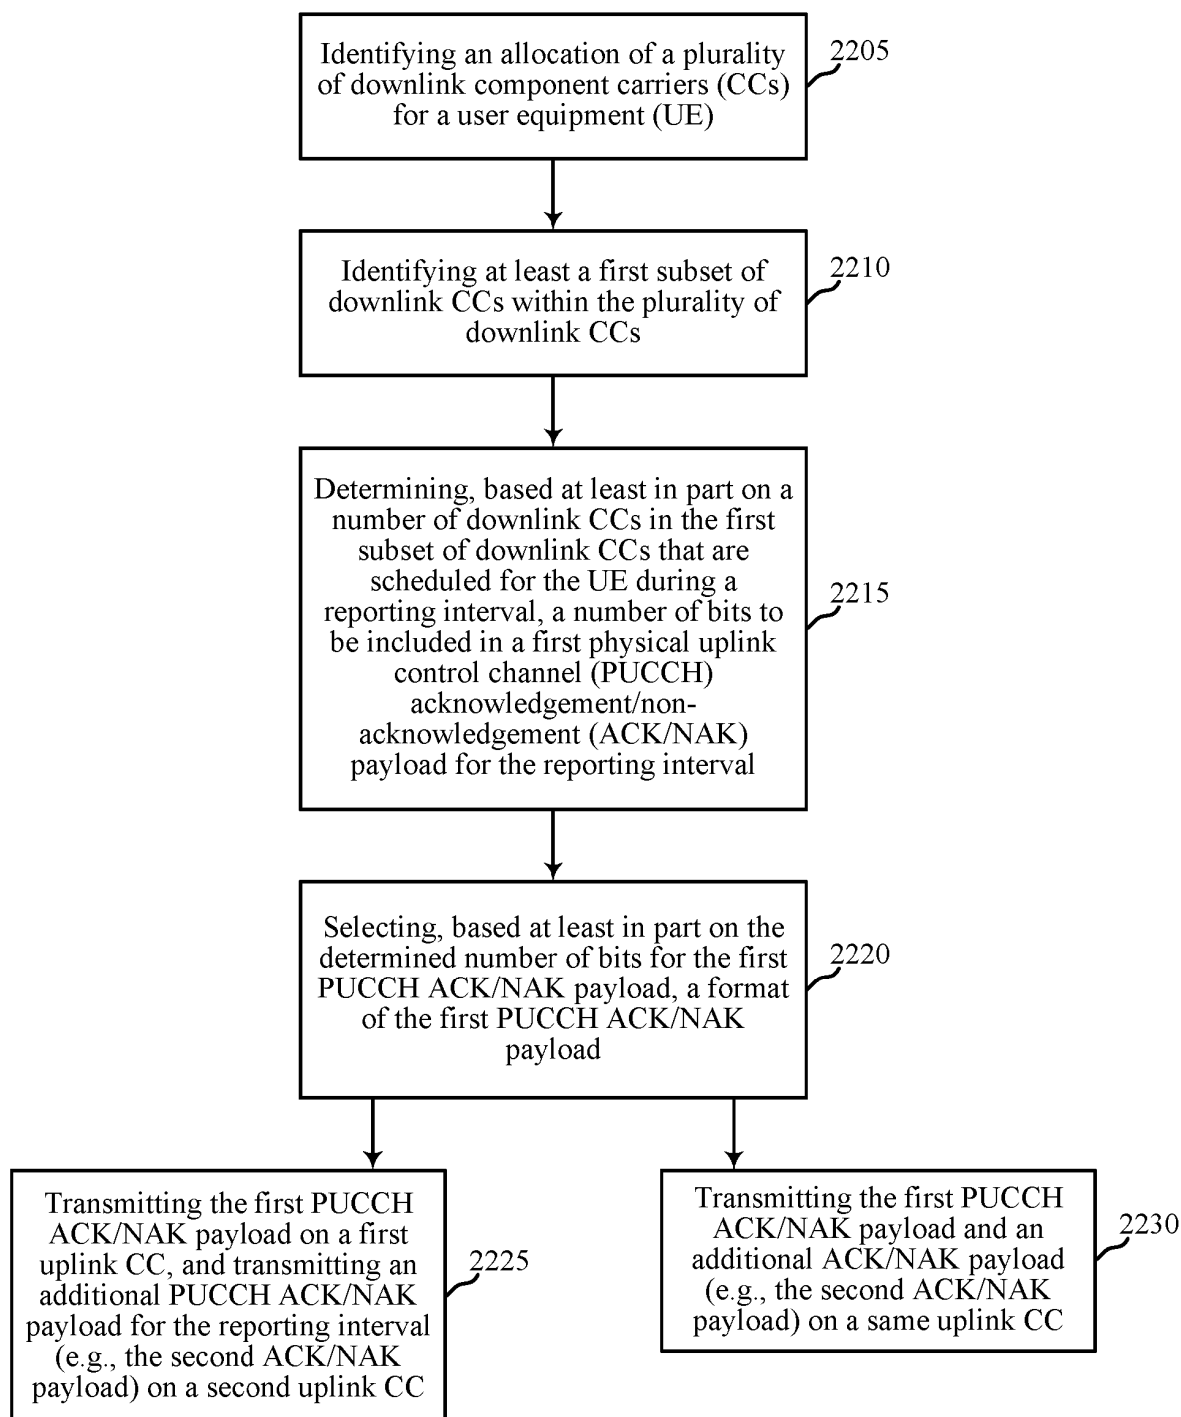 Identifying an allocation of a plurality
of downlink component carriers (CCs)
for a user equipment (UE)
2205
Identifying at least a first subset of
downlink CCs within the plurality of
downlink CCs
2210
Determining, based at least in part on a
number of downlink CCs in the first
subset of downlink CCs that are
scheduled for the UE during a
reporting interval, a number of bits to
be included in a first physical uplink
control channel (PUCCH)
acknowledgement/non-
acknowledgement (ACK/NAK)
payload for the reporting interval
2215
Selecting, based at least in part on the
determined number of bits for the first
PUCCH ACK/NAK payload, a format
of the first PUCCH ACK/NAK
payload
2220
Transmitting the first PUCCH
ACK/NAK payload on a first
uplink CC, and transmitting an
additional PUCCH ACK/NAK
payload for the reporting interval
(e.g., the second ACK/NAK
payload) on a second uplink CC
2225
Transmitting the first PUCCH
ACK/NAK payload and an
additional ACK/NAK payload
(e.g., the second ACK/NAK
payload) on a same uplink CC
2230